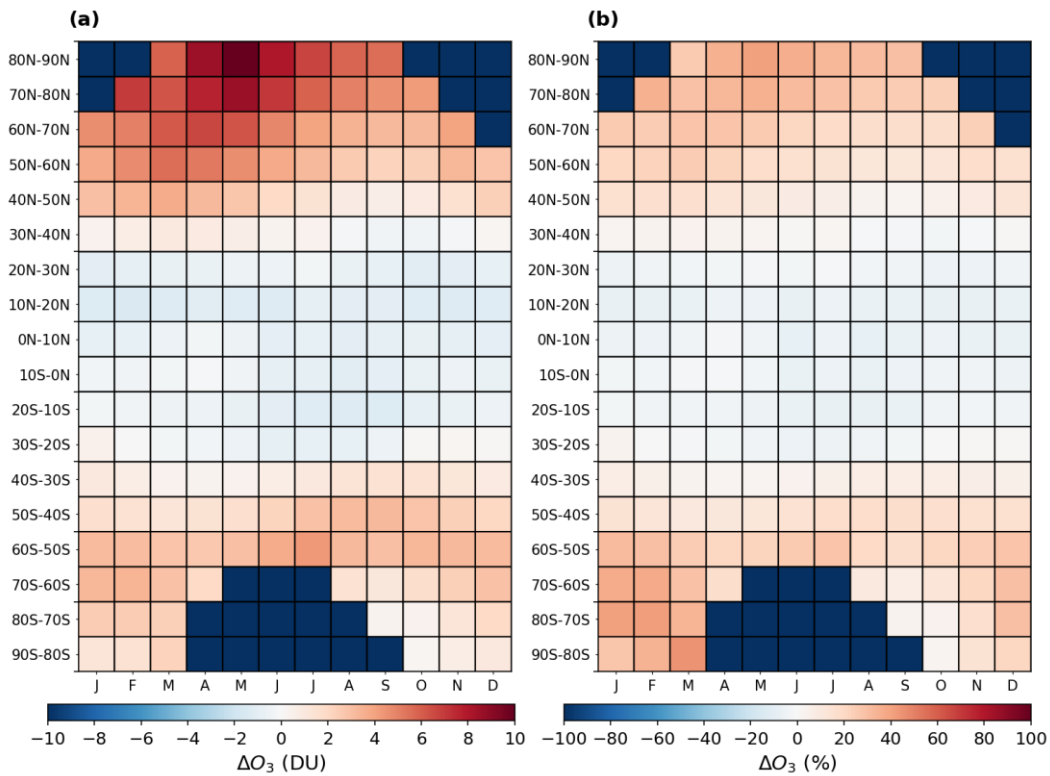 (a)
(b)
80N-90N
70N-80N
60N-70N
50N-60N
40N-50N
30N-40N
20N-30N
10N-20N
0N-10N
10S-0N
20S-10S
30S-20S
40S-30S
50S-40S
60S-50S
70S-60S
80S-70S
90S-80S
J F M A M J J A S O N D
−10 −8 −6 −4 −2 0 2 4 6 8 10
ΔO₃ (DU)
80N-90N
70N-80N
60N-70N
50N-60N
40N-50N
30N-40N
20N-30N
10N-20N
0N-10N
10S-0N
20S-10S
30S-20S
40S-30S
50S-40S
60S-50S
70S-60S
80S-70S
90S-80S
J F M A M J J A S O N D
−100 −80 −60 −40 −20 0 20 40 60 80 100
ΔO₃ (%)